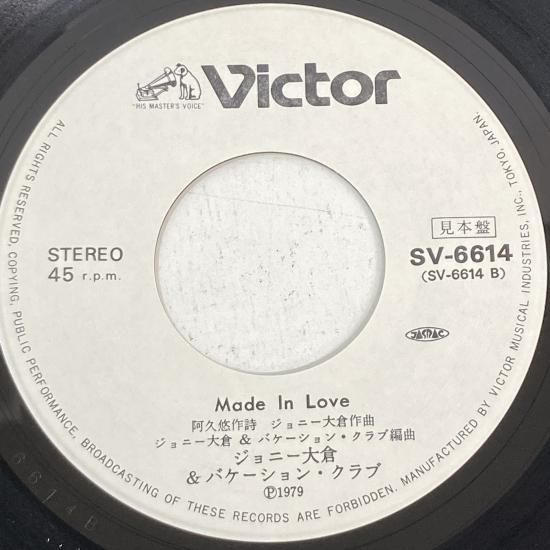 Victor
"HIS MASTER'S VOICE"
STEREO
45 r.p.m.
見本盤
SV-6614
(SV-6614 B)
JASRAC
Made In Love
阿久悠作詩 ジョニー大倉作曲
ジョニー大倉 & バケーション・クラブ編曲
ジョニー大倉
& バケーション・クラブ
Ⓟ1979
ALL RIGHTS RESERVED, COPYING, PUBLIC PERFORMANCE, BROADCASTING OF THESE RECORDS ARE FORBIDDEN. MANUFACTURED BY VICTOR MUSICAL INDUSTRIES, INC., TOKYO, JAPAN.
6614B